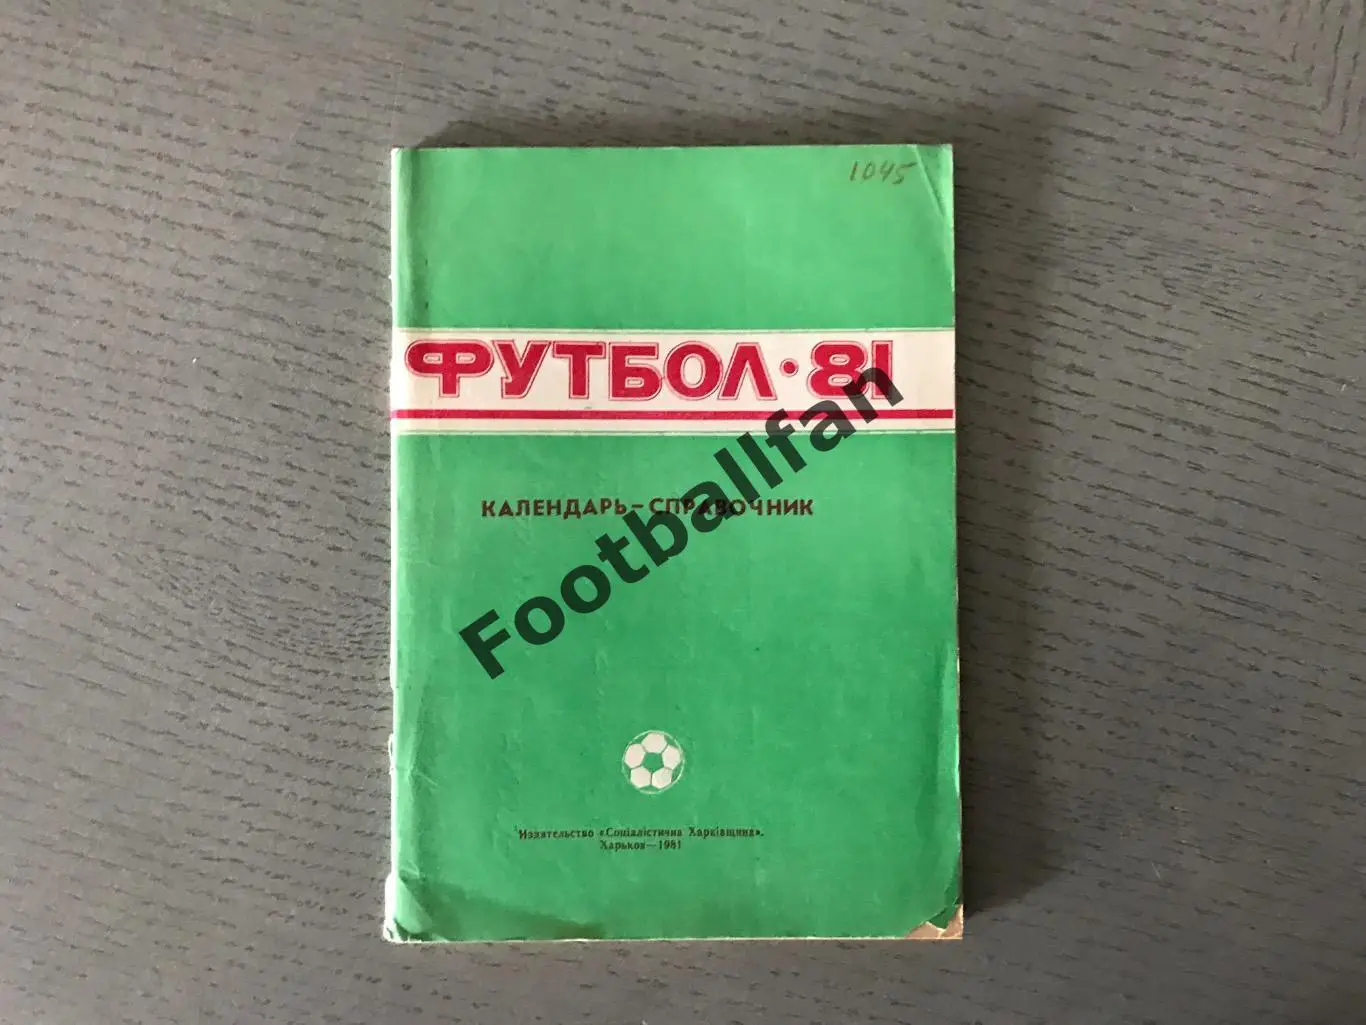 1045
ФУТБОЛ·81
КАЛЕНДАРЬ–СПРАВОЧНИК
Footballfan
Издательство «Соціалістична Харківщина».
Харьков—1981